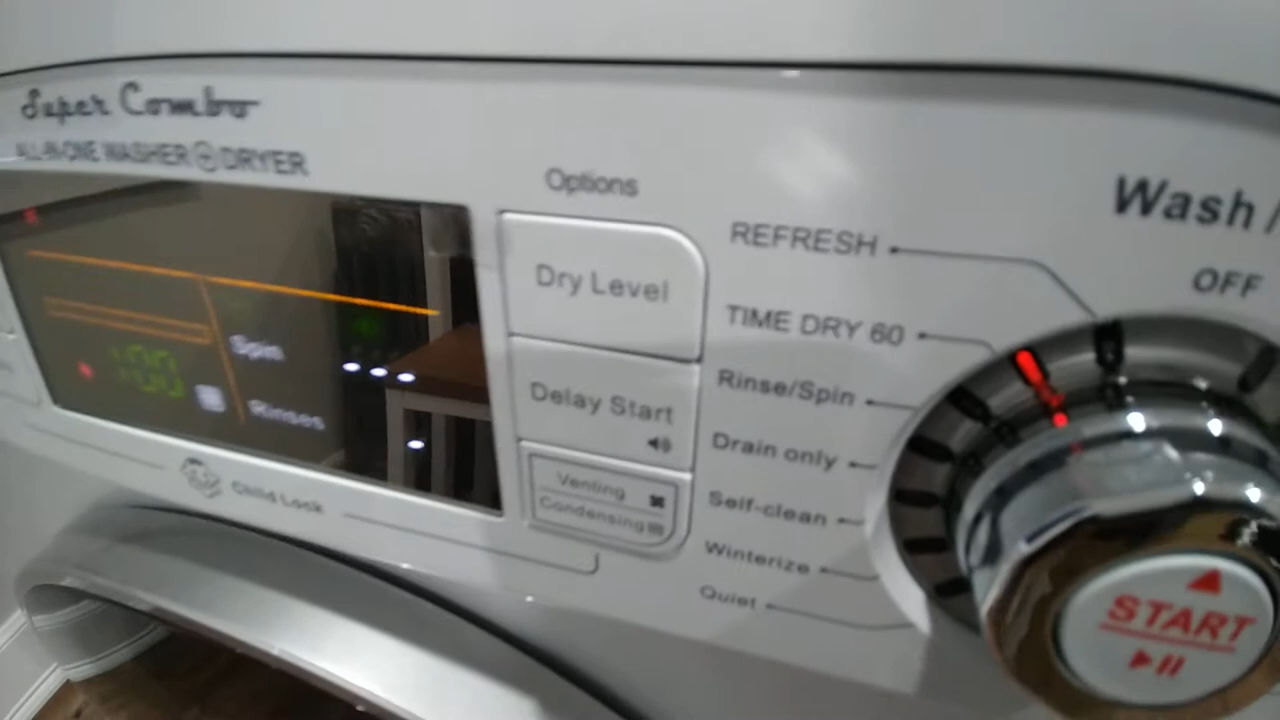 Super Combo
ALL-IN-ONE WASHER + DRYER
Options
Dry Level
Delay Start
Venting
Condensing
Spin
Rinses
Child Lock
Wash /
OFF
REFRESH
TIME DRY 60
Rinse/Spin
Drain only
Self-clean
Winterize
Quiet
START